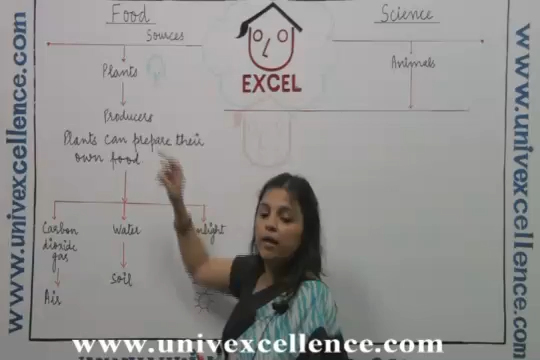 Food
Science
Sources
Plants
Animals
EXCEL
Producers
Plants can prepare their
own food
Carbon
dioxide
gas
Water
Air
Soil
www.univexcellence.com
www.univexcellence.com
www.univexcellence.com